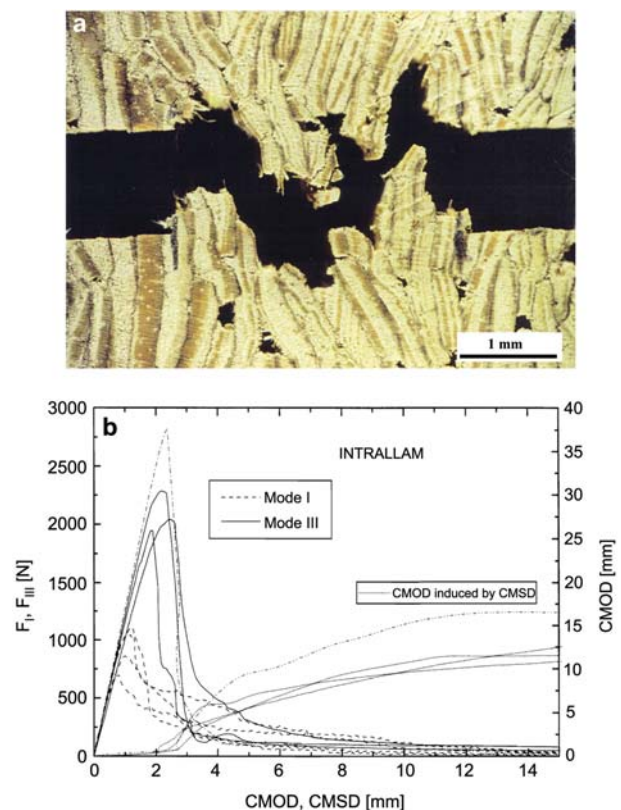 a
1 mm
b
INTRALLAM
Mode I
Mode III
CMOD induced by CMSD
3000
2500
2000
1500
1000
500
0
F_I, F_III [N]
40
35
30
25
20
15
10
5
0
CMOD [mm]
0 2 4 6 8 10 12 14
CMOD, CMSD [mm]